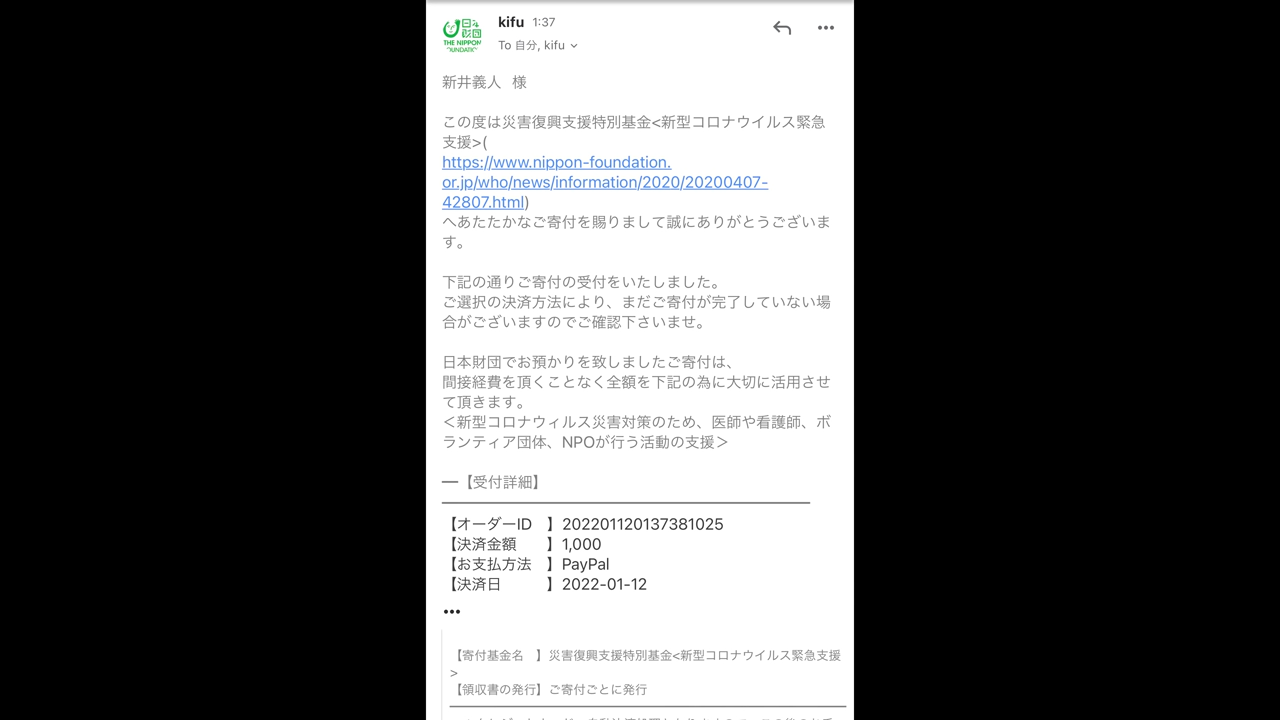 kifu 1:37
To 自分, kifu
THE NIPPON
新井義人 様
この度は災害復興支援特別基金<新型コロナウイルス緊急
支援>(
https://www.nippon-foundation.
or.jp/who/news/information/2020/20200407-
42807.html)
へあたたかなご寄付を賜りまして誠にありがとうございま
す。
下記の通りご寄付の受付をいたしました。
ご選択の決済方法により、まだご寄付が完了していない場
合がございますのでご確認下さいませ。
日本財団でお預かりを致しましたご寄付は、
間接経費を頂くことなく全額を下記の為に大切に活用させ
て頂きます。
＜新型コロナウィルス災害対策のため、医師や看護師、ボ
ランティア団体、NPOが行う活動の支援＞
―【受付詳細】
【オーダーID 】202201120137381025
【決済金額 】1,000
【お支払方法 】PayPal
【決済日 】2022-01-12
•••
【寄付基金名 】災害復興支援特別基金<新型コロナウイルス緊急支援
>
【領収書の発行】ご寄付ごとに発行